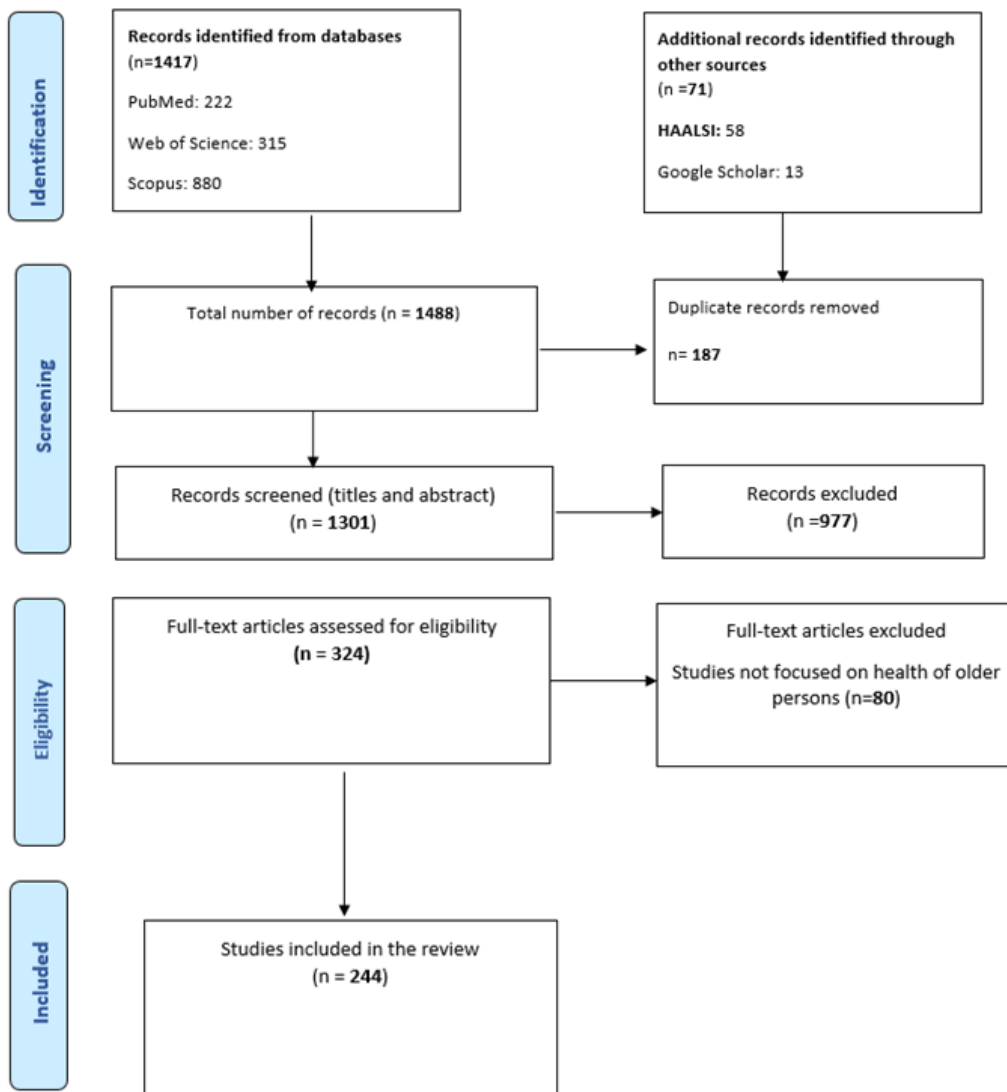 Identification
Records identified from databases
(n=1417)
PubMed: 222
Web of Science: 315
Scopus: 880
Additional records identified through
other sources
(n =71)
HAALSI: 58
Google Scholar: 13
Screening
Total number of records (n = 1488)
Duplicate records removed
n= 187
Records screened (titles and abstract)
(n = 1301)
Records excluded
(n =977)
Eligibility
Full-text articles assessed for eligibility
(n = 324)
Full-text articles excluded
Studies not focused on health of older
persons (n=80)
Included
Studies included in the review
(n = 244)